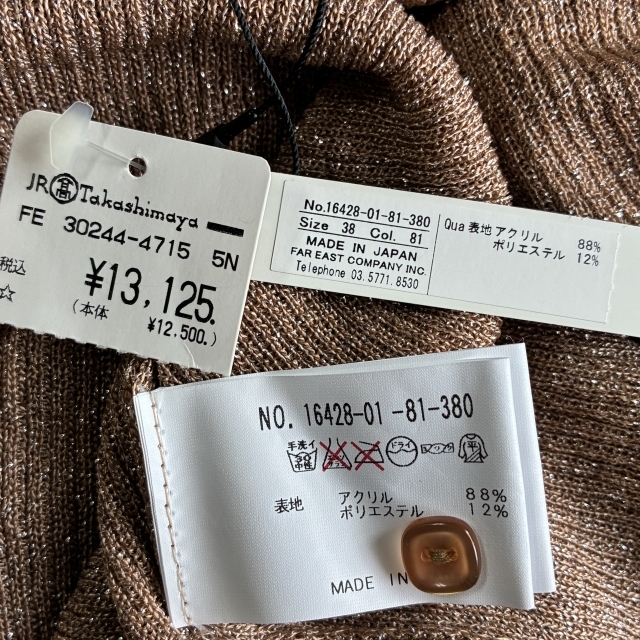 JR 髙 Takashimaya
FE 30244-4715 5N
税込 ¥13,125.
☆ (本体 ¥12,500.)
No.16428-01-81-380
Size 38 Col. 81
MADE IN JAPAN
FAR EAST COMPANY INC.
Telephone 03.5771.8530
Qua 表地 アクリル 88%
ポリエステル 12%
NO. 16428-01-81-380
手洗イ
30
中性
ドライ
平
表地 アクリル 88%
ポリエステル 12%
MADE IN